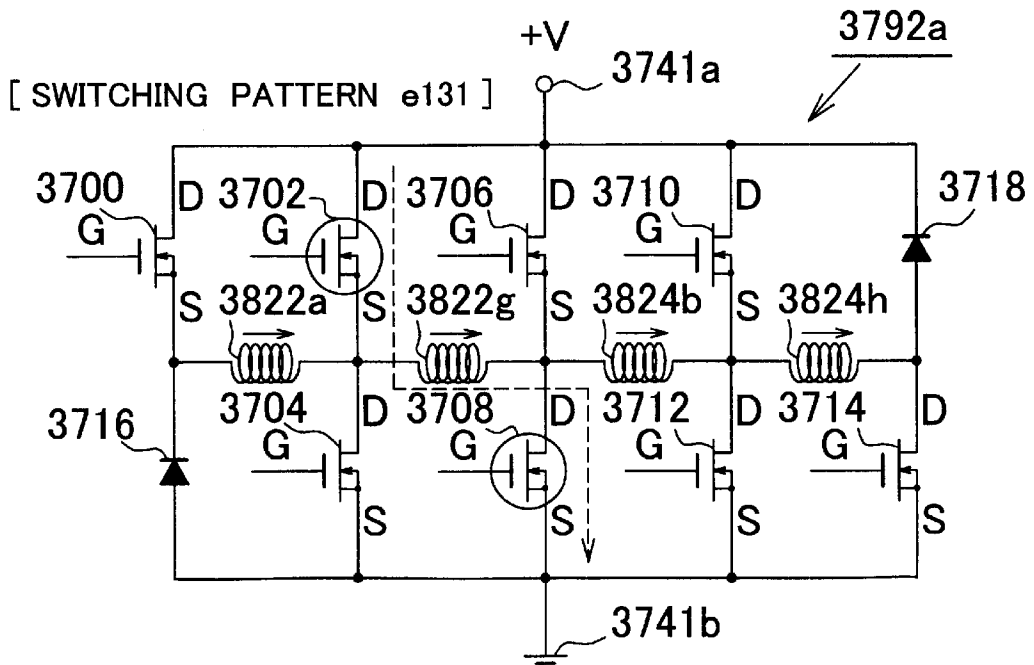 3792a
+V
3741a
[ SWITCHING PATTERN e131 ]
3700 D 3702 D 3706 D 3710 D 3718
G G G G
S S S S
3822a 3822g 3824b 3824h
3716 3704 D 3708 D 3712 D 3714 D
G G G G
S S S S
3741b